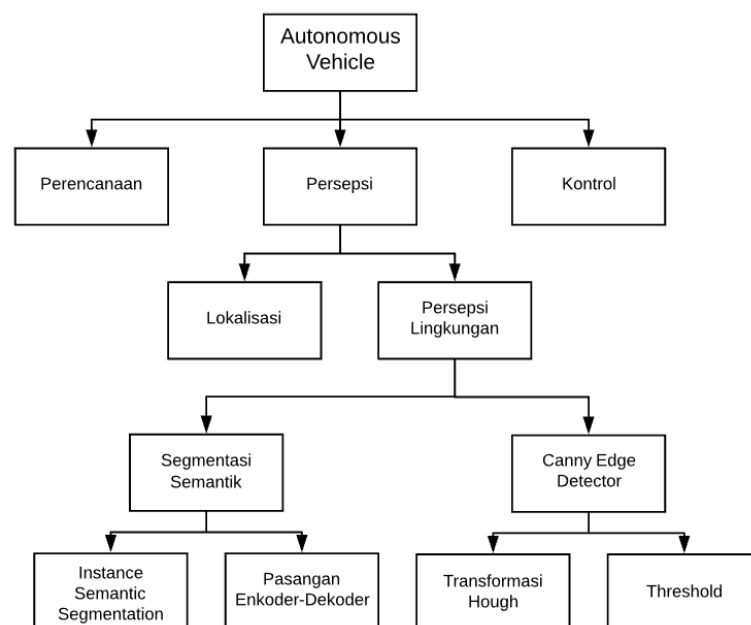 Autonomous
Vehicle
Perencanaan
Persepsi
Kontrol
Lokalisasi
Persepsi
Lingkungan
Segmentasi
Semantik
Canny Edge
Detector
Instance
Semantic
Segmentation
Pasangan
Enkoder-Dekoder
Transformasi
Hough
Threshold